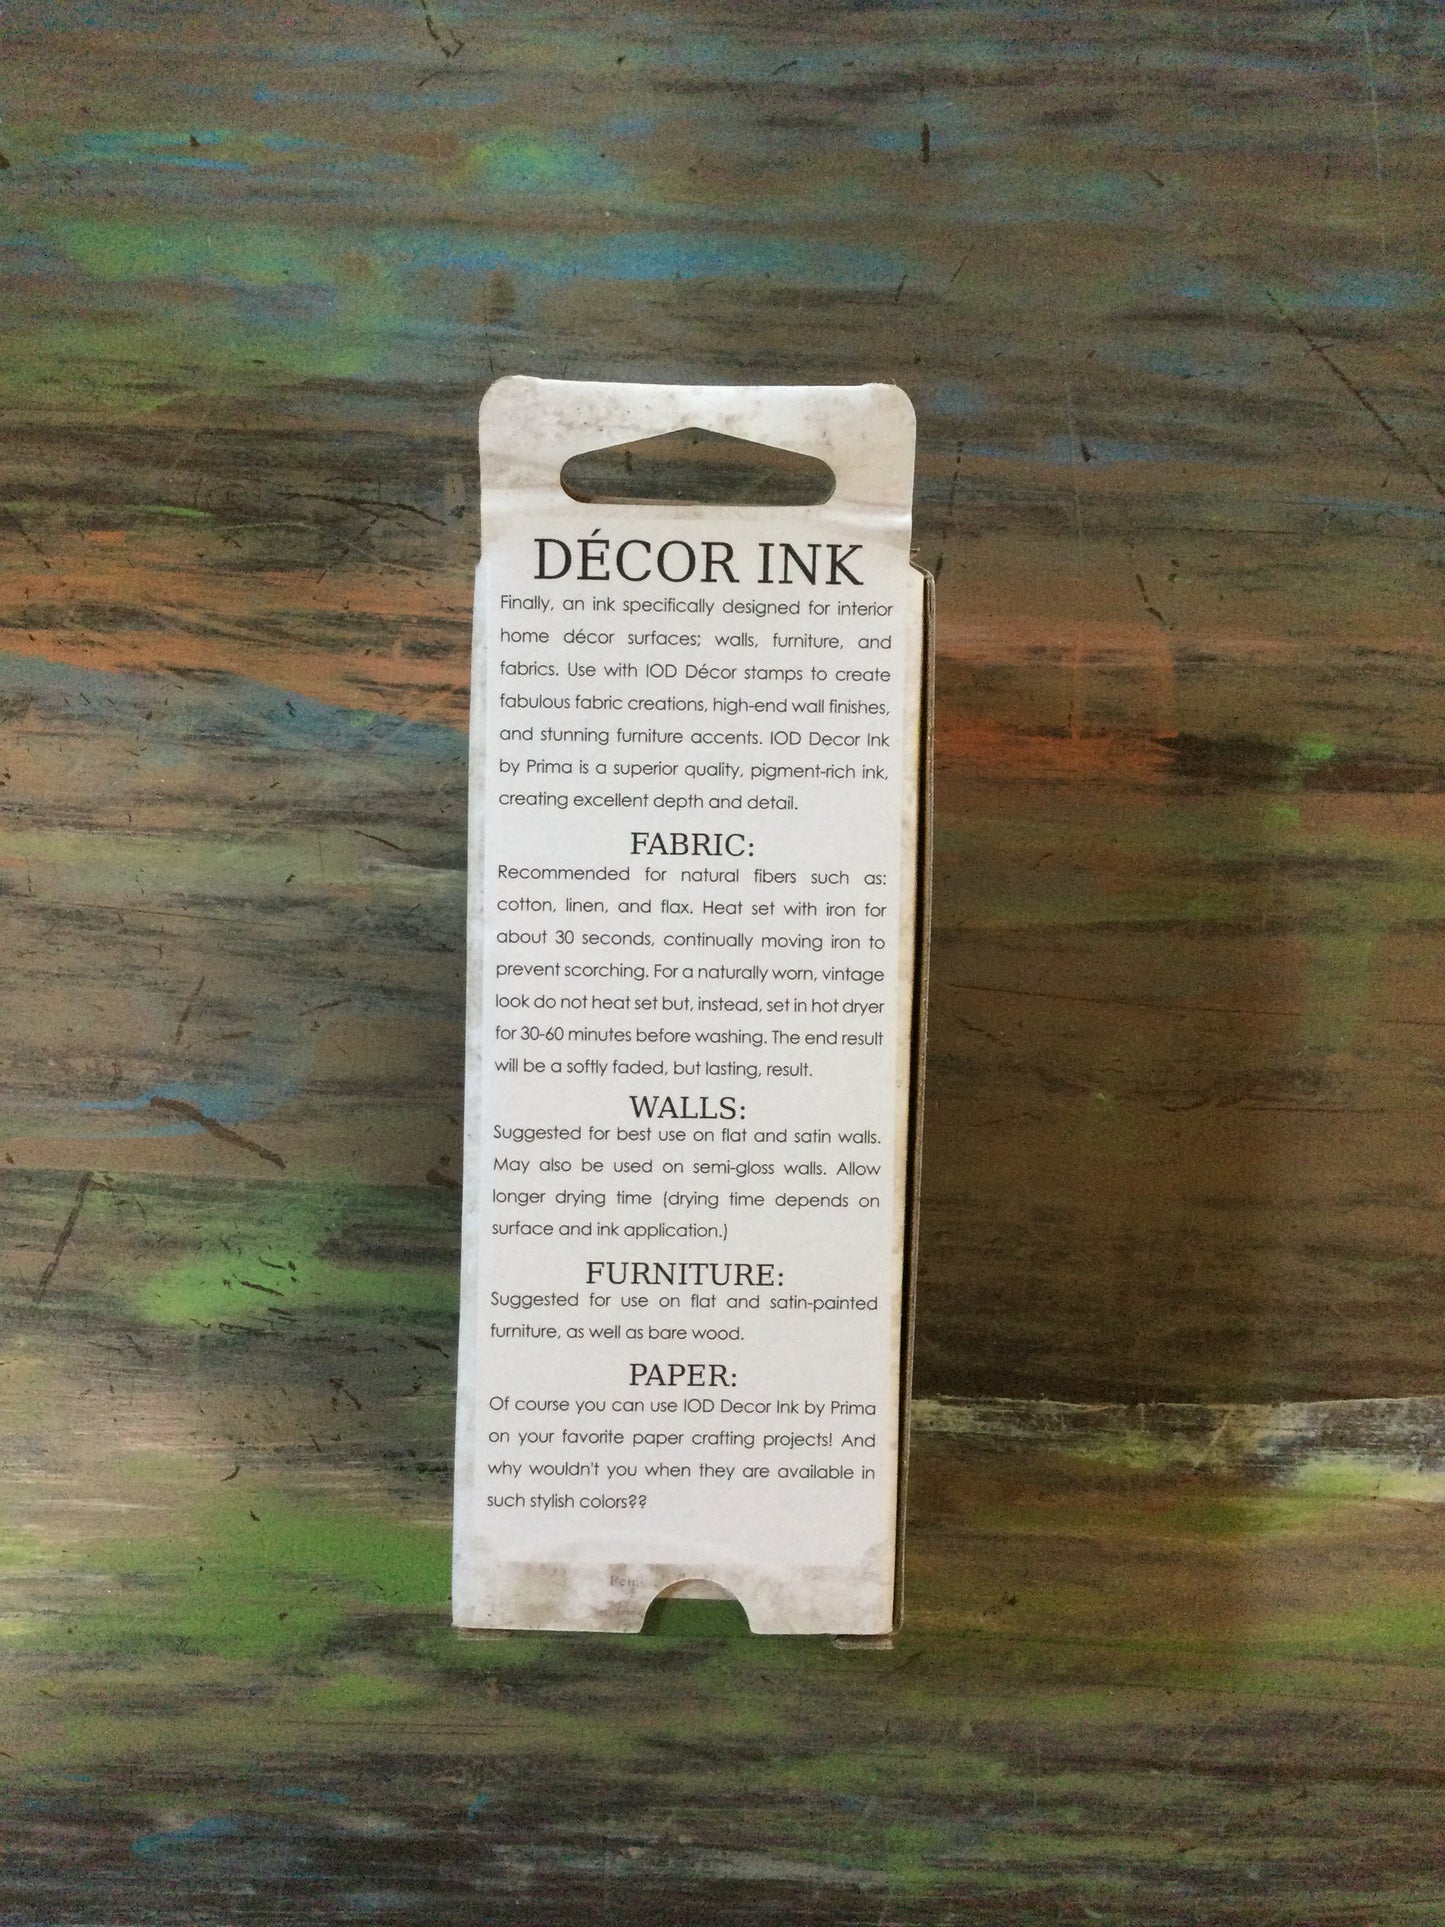 DÉCOR INK
Finally, an ink specifically designed for interior
home décor surfaces; walls, furniture, and
fabrics. Use with IOD Décor stamps to create
fabulous fabric creations, high-end wall finishes,
and stunning furniture accents. IOD Decor Ink
by Prima is a superior quality, pigment-rich ink,
creating excellent depth and detail.
FABRIC:
Recommended for natural fibers such as:
cotton, linen, and flax. Heat set with iron for
about 30 seconds, continually moving iron to
prevent scorching. For a naturally worn, vintage
look do not heat set but, instead, set in hot dryer
for 30-60 minutes before washing. The end result
will be a softly faded, but lasting, result.
WALLS:
Suggested for best use on flat and satin walls.
May also be used on semi-gloss walls. Allow
longer drying time (drying time depends on
surface and ink application.)
FURNITURE:
Suggested for use on flat and satin-painted
furniture, as well as bare wood.
PAPER:
Of course you can use IOD Decor Ink by Prima
on your favorite paper crafting projects! And
why wouldn't you when they are available in
such stylish colors??